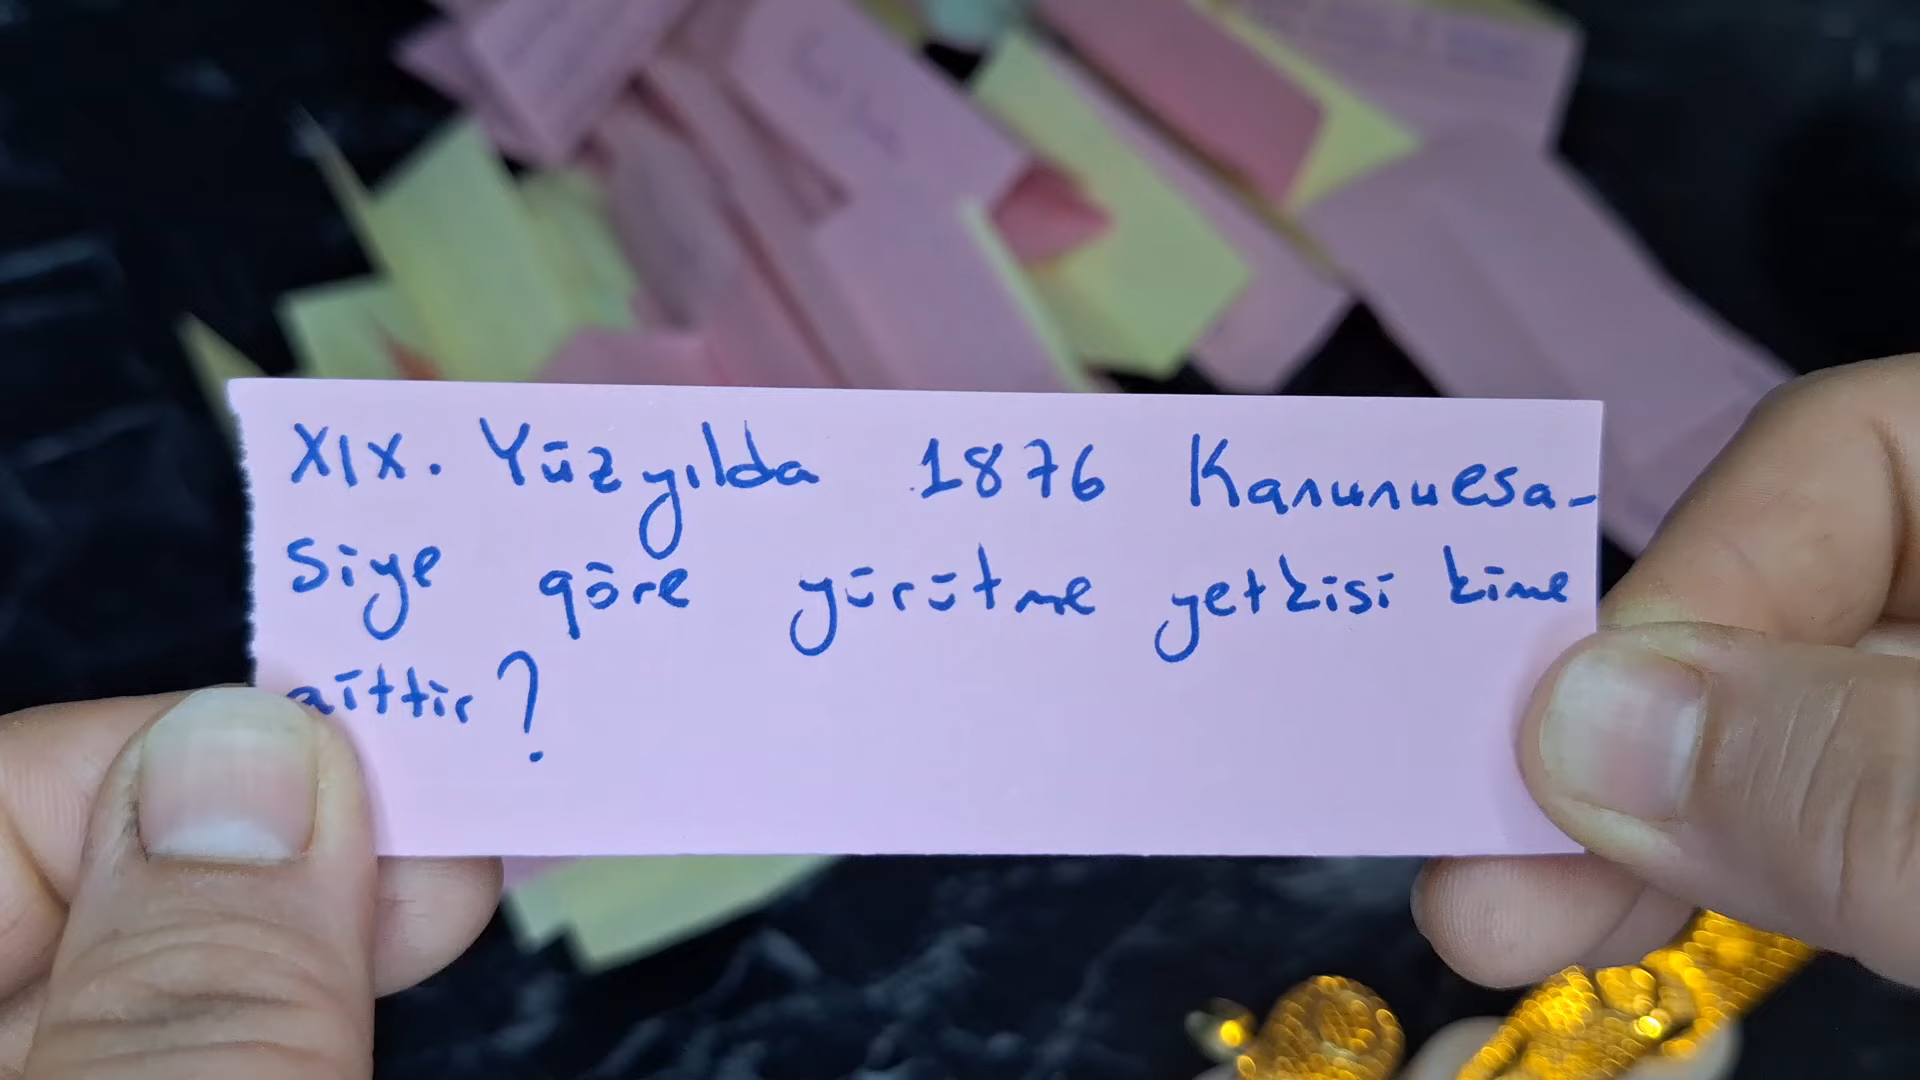 XIX. Yüzyılda 1876 Kanunuesa-
siye göre yürütme yetkisi kime
aittir?